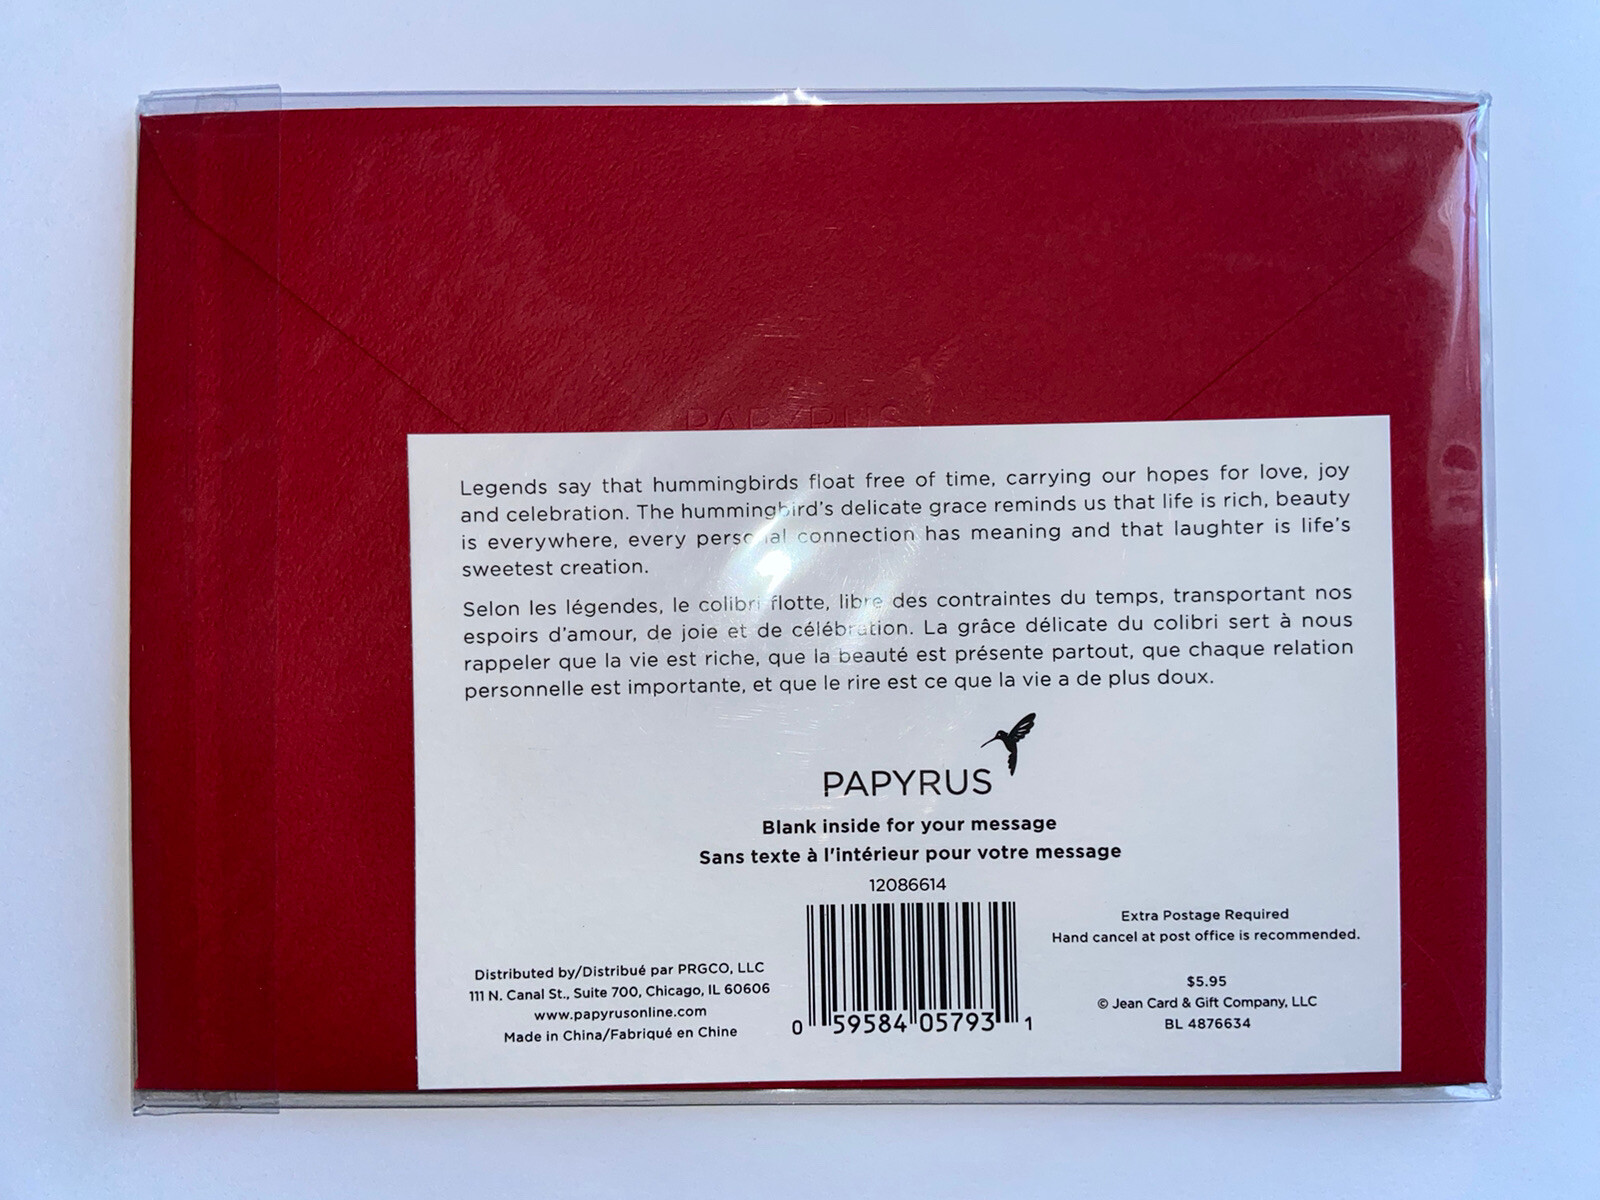 PAPYRUS
Legends say that hummingbirds float free of time, carrying our hopes for love, joy
and celebration. The hummingbird's delicate grace reminds us that life is rich, beauty
is everywhere, every personal connection has meaning and that laughter is life's
sweetest creation.
Selon les légendes, le colibri flotte, libre des contraintes du temps, transportant nos
espoirs d'amour, de joie et de célébration. La grâce délicate du colibri sert à nous
rappeler que la vie est riche, que la beauté est présente partout, que chaque relation
personnelle est importante, et que le rire est ce que la vie a de plus doux.
PAPYRUS
Blank inside for your message
Sans texte à l'intérieur pour votre message
12086614
0 59584 05793 1
Distributed by/Distribué par PRGCO, LLC
111 N. Canal St., Suite 700, Chicago, IL 60606
www.papyrusonline.com
Made in China/Fabriqué en Chine
Extra Postage Required
Hand cancel at post office is recommended.
$5.95
© Jean Card & Gift Company, LLC
BL 4876634